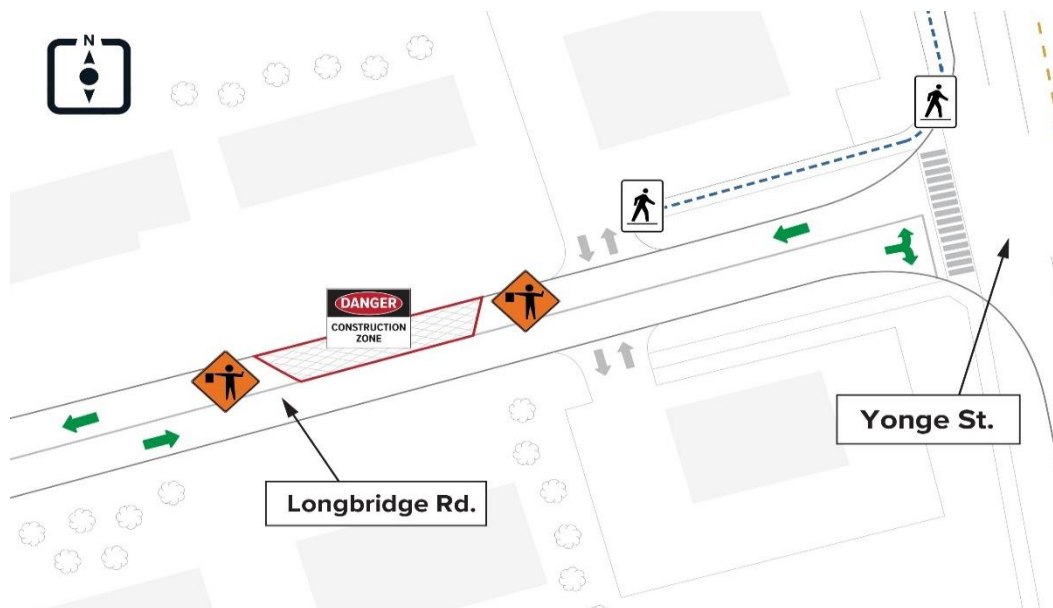 N
DANGER
CONSTRUCTION
ZONE
Yonge St.
Longbridge Rd.